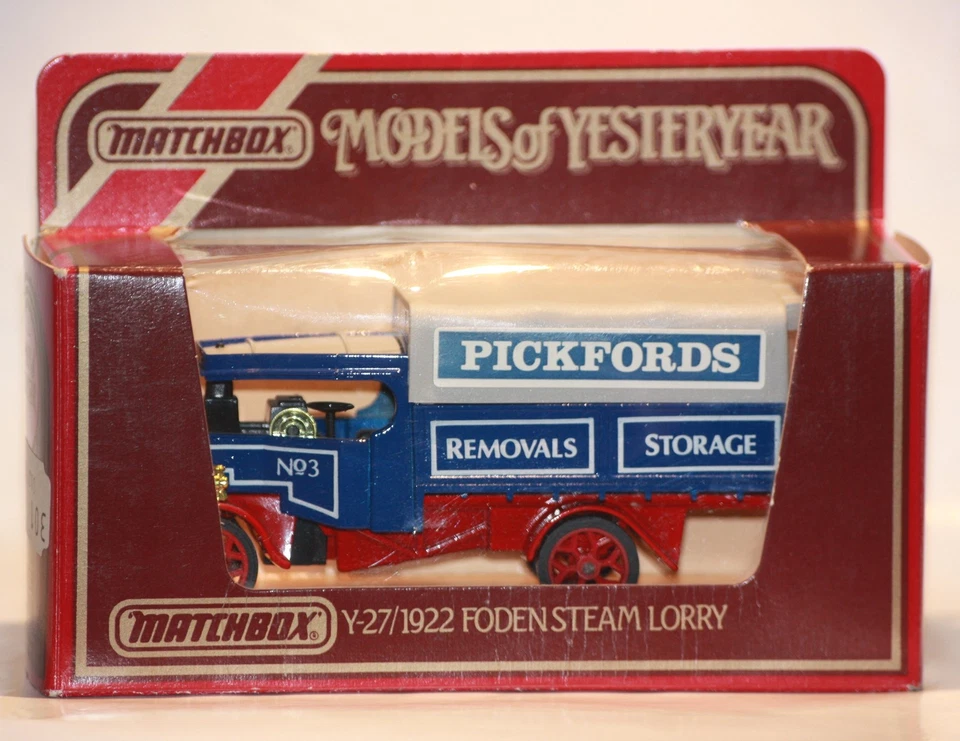 MATCHBOX®
MODELS of YESTERYEAR
PICKFORDS
REMOVALS
STORAGE
Nº3
MATCHBOX®
Y-27/1922 FODEN STEAM LORRY